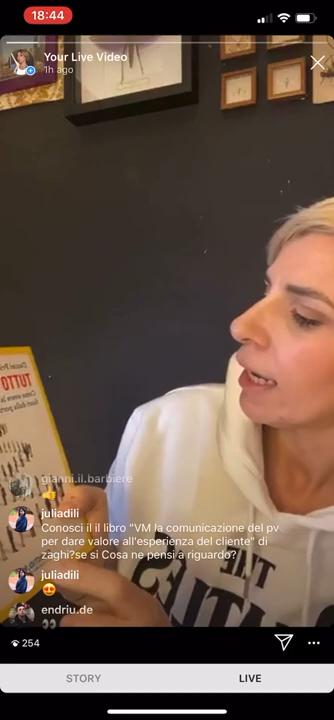 18:44
Your Live Video
1h ago
TUTTO
gianni.il.barbiere
👍
juliadili
Conosci il il libro "VM la comunicazione del pv
per dare valore all'esperienza del cliente" di
zaghi?se si Cosa ne pensi a riguardo?
juliadili
😍
endriu.de
👀
THE
254
STORY
LIVE